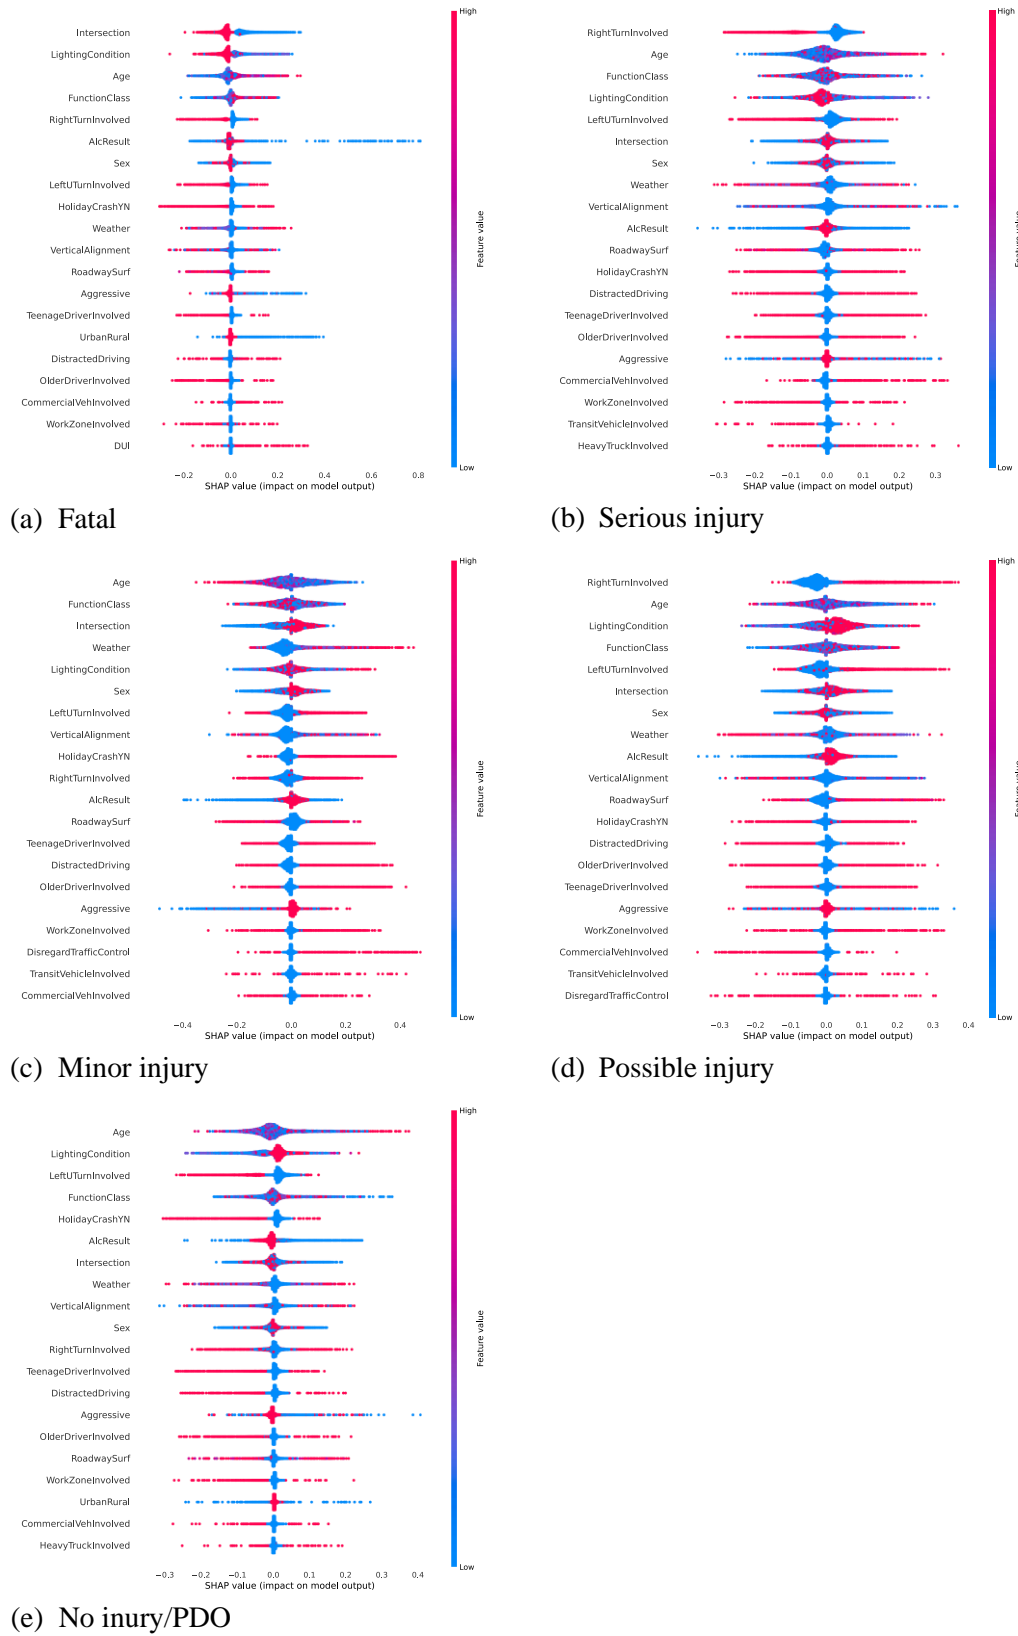 High
Intersection
LightingCondition
Age
FunctionClass
RightTurnInvolved
AlcResult
Sex
LeftUTurnInvolved
HolidayCrashYN
Weather
VerticalAlignment
RoadwaySurf
Aggressive
TeenageDriverInvolved
UrbanRural
DistractedDriving
OlderDriverInvolved
CommercialVehInvolved
WorkZoneInvolved
DUI
Feature value
Low
−0.2 0.0 0.2 0.4 0.6 0.8
SHAP value (impact on model output)
(a) Fatal
High
RightTurnInvolved
Age
FunctionClass
LightingCondition
LeftUTurnInvolved
Intersection
Sex
Weather
VerticalAlignment
AlcResult
RoadwaySurf
HolidayCrashYN
DistractedDriving
TeenageDriverInvolved
OlderDriverInvolved
Aggressive
CommercialVehInvolved
WorkZoneInvolved
TransitVehicleInvolved
HeavyTruckInvolved
Feature value
Low
−0.3 −0.2 −0.1 0.0 0.1 0.2 0.3
SHAP value (impact on model output)
(b) Serious injury
High
Age
FunctionClass
Intersection
Weather
LightingCondition
Sex
LeftUTurnInvolved
VerticalAlignment
HolidayCrashYN
RightTurnInvolved
AlcResult
RoadwaySurf
TeenageDriverInvolved
DistractedDriving
OlderDriverInvolved
Aggressive
WorkZoneInvolved
DisregardTrafficControl
TransitVehicleInvolved
CommercialVehInvolved
Feature value
Low
−0.4 −0.2 0.0 0.2 0.4
SHAP value (impact on model output)
(c) Minor injury
High
RightTurnInvolved
Age
LightingCondition
FunctionClass
LeftUTurnInvolved
Intersection
Sex
Weather
AlcResult
VerticalAlignment
RoadwaySurf
HolidayCrashYN
DistractedDriving
OlderDriverInvolved
TeenageDriverInvolved
Aggressive
WorkZoneInvolved
CommercialVehInvolved
TransitVehicleInvolved
DisregardTrafficControl
Feature value
Low
−0.3 −0.2 −0.1 0.0 0.1 0.2 0.3 0.4
SHAP value (impact on model output)
(d) Possible injury
High
Age
LightingCondition
LeftUTurnInvolved
FunctionClass
HolidayCrashYN
AlcResult
Intersection
Weather
VerticalAlignment
Sex
RightTurnInvolved
TeenageDriverInvolved
DistractedDriving
Aggressive
OlderDriverInvolved
RoadwaySurf
WorkZoneInvolved
UrbanRural
CommercialVehInvolved
HeavyTruckInvolved
Feature value
Low
−0.3 −0.2 −0.1 0.0 0.1 0.2 0.3 0.4
SHAP value (impact on model output)
(e) No inury/PDO